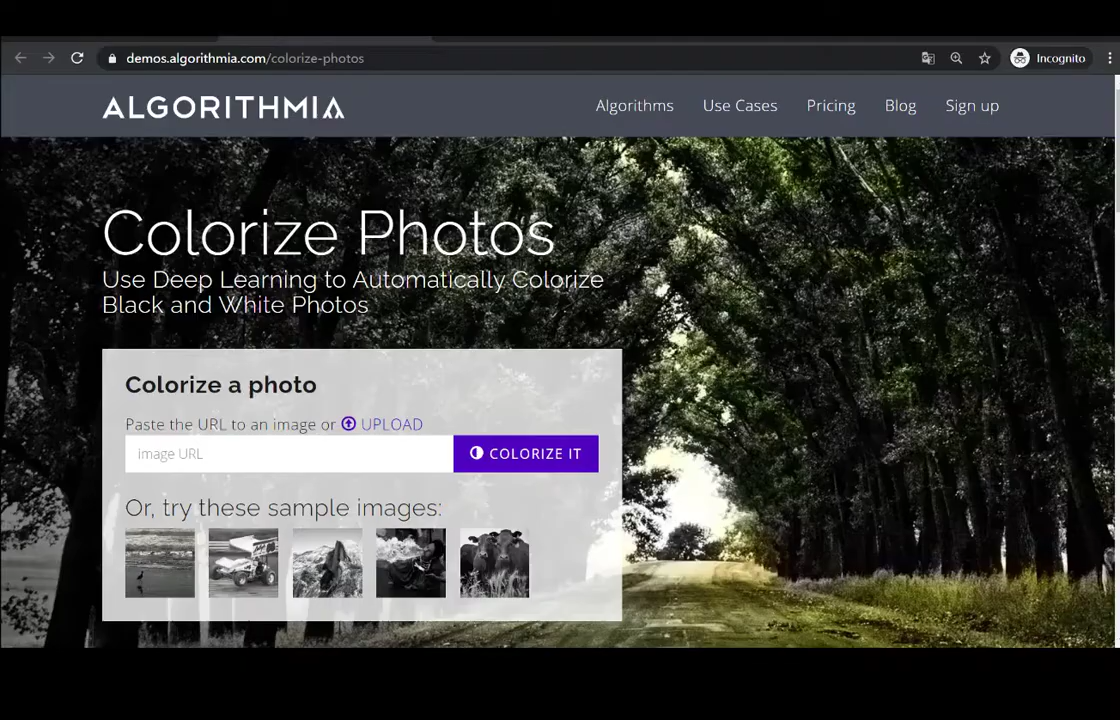 demos.algorithmia.com/colorize-photos
Incognito
ALGORITHMIA
Algorithms
Use Cases
Pricing
Blog
Sign up
Colorize Photos
Use Deep Learning to Automatically Colorize
Black and White Photos
Colorize a photo
Paste the URL to an image or UPLOAD
image URL
COLORIZE IT
Or, try these sample images: